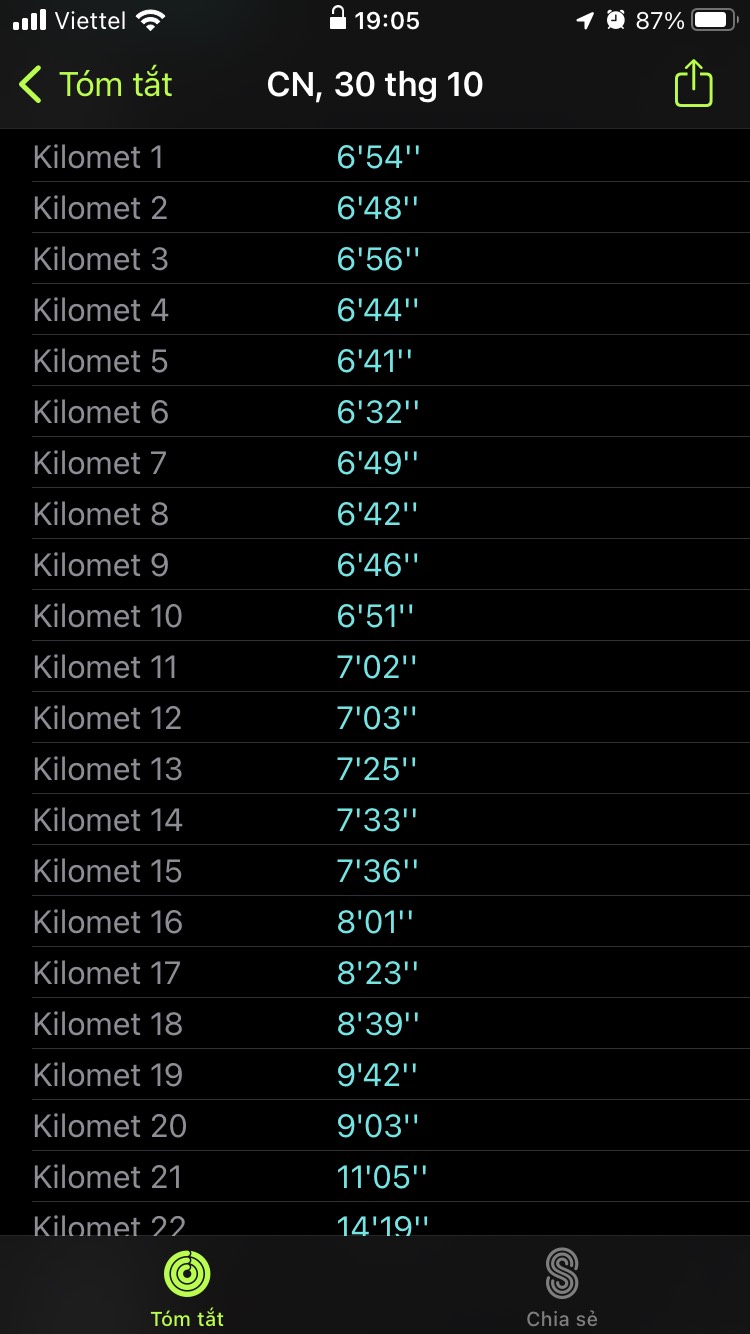 Viettel 19:05 87%
Tóm tắt CN, 30 thg 10
Kilomet 1 6'54''
Kilomet 2 6'48''
Kilomet 3 6'56''
Kilomet 4 6'44''
Kilomet 5 6'41''
Kilomet 6 6'32''
Kilomet 7 6'49''
Kilomet 8 6'42''
Kilomet 9 6'46''
Kilomet 10 6'51''
Kilomet 11 7'02''
Kilomet 12 7'03''
Kilomet 13 7'25''
Kilomet 14 7'33''
Kilomet 15 7'36''
Kilomet 16 8'01''
Kilomet 17 8'23''
Kilomet 18 8'39''
Kilomet 19 9'42''
Kilomet 20 9'03''
Kilomet 21 11'05''
Kilomet 22 14'19''
Tóm tắt Chia sẻ